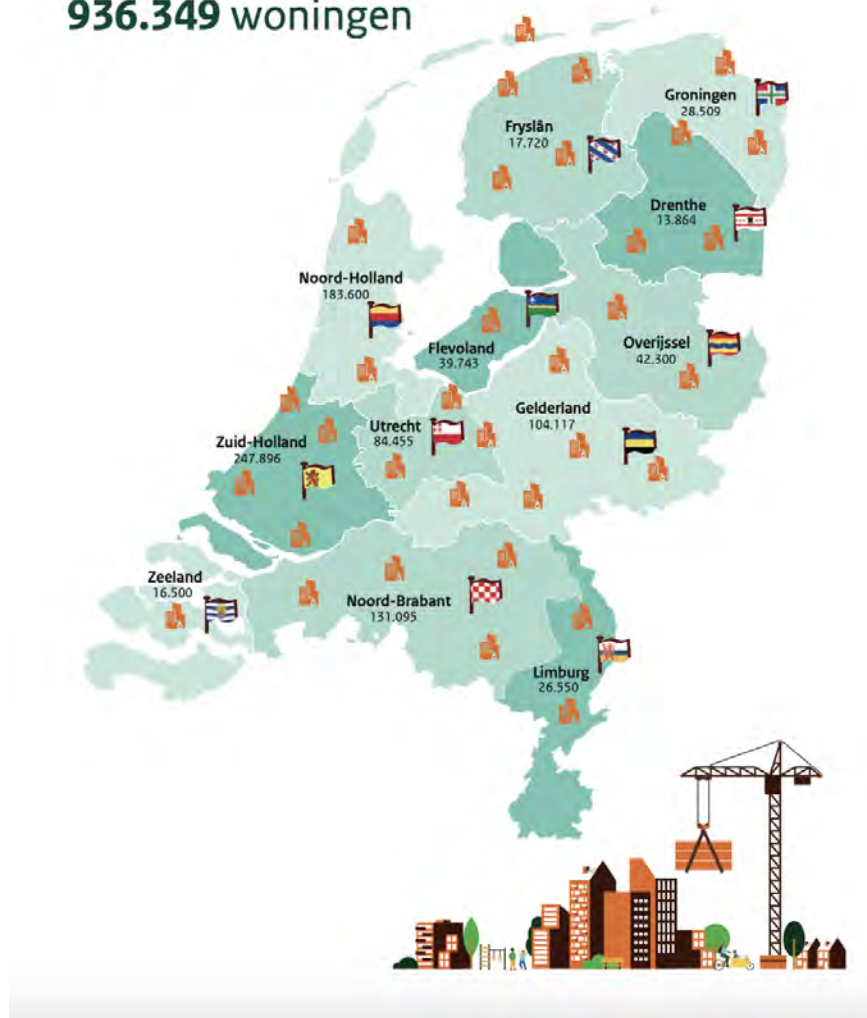 936.349 woningen
Groningen
28.509
Fryslân
17.720
Drenthe
13.864
Noord-Holland
183.600
Flevoland
39.743
Overijssel
42.300
Gelderland
104.117
Utrecht
84.455
Zuid-Holland
247.896
Zeeland
16.500
Noord-Brabant
131.095
Limburg
26.550